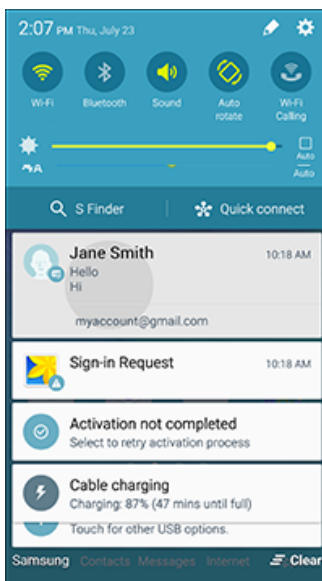 2:07 PM Thu, July 23
Wi-Fi Bluetooth Sound Auto rotate Wi-Fi Calling
Auto
A
Auto
S Finder Quick connect
Jane Smith 10:18 AM
Hello
Hi
myaccount@gmail.com
Sign-in Request 10:18 AM
Activation not completed
Select to retry activation process
Cable charging
Charging: 87% (47 mins until full)
Touch for other USB options.
Samsung Contacts Messages Internet Clear